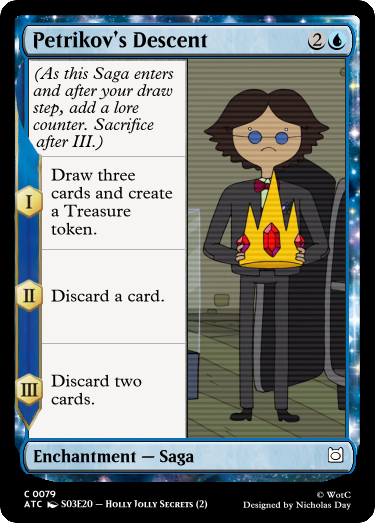 Petrikov's Descent 2
(As this Saga enters
and after your draw
step, add a lore
counter. Sacrifice
after III.)
I
Draw three
cards and create
a Treasure
token.
II
Discard a card.
III
Discard two
cards.
Enchantment — Saga
C 0079
ATC S03E20 – Holly Jolly Secrets (2)
© WotC
Designed by Nicholas Day